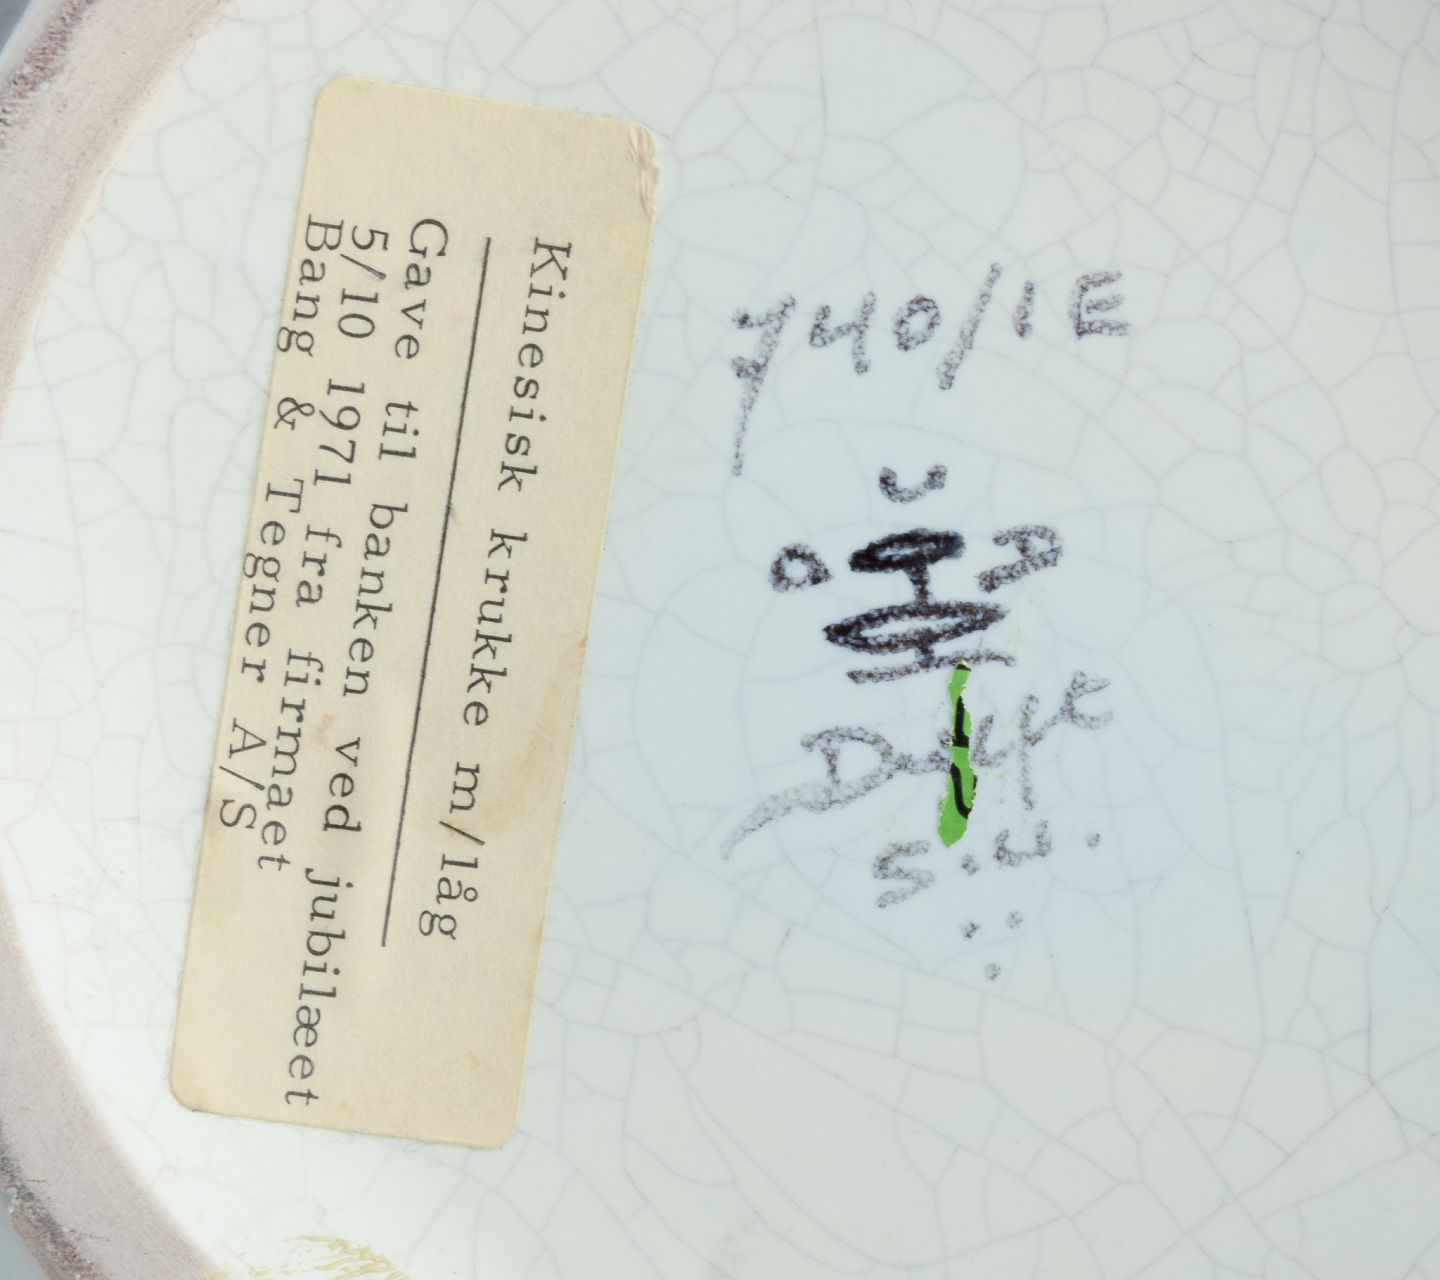 Kinesisk krukke m/låg
Gave til banken ved jubilæet
5/10 1971 fra firmaet
Bang & Tegner A/S
740/1E